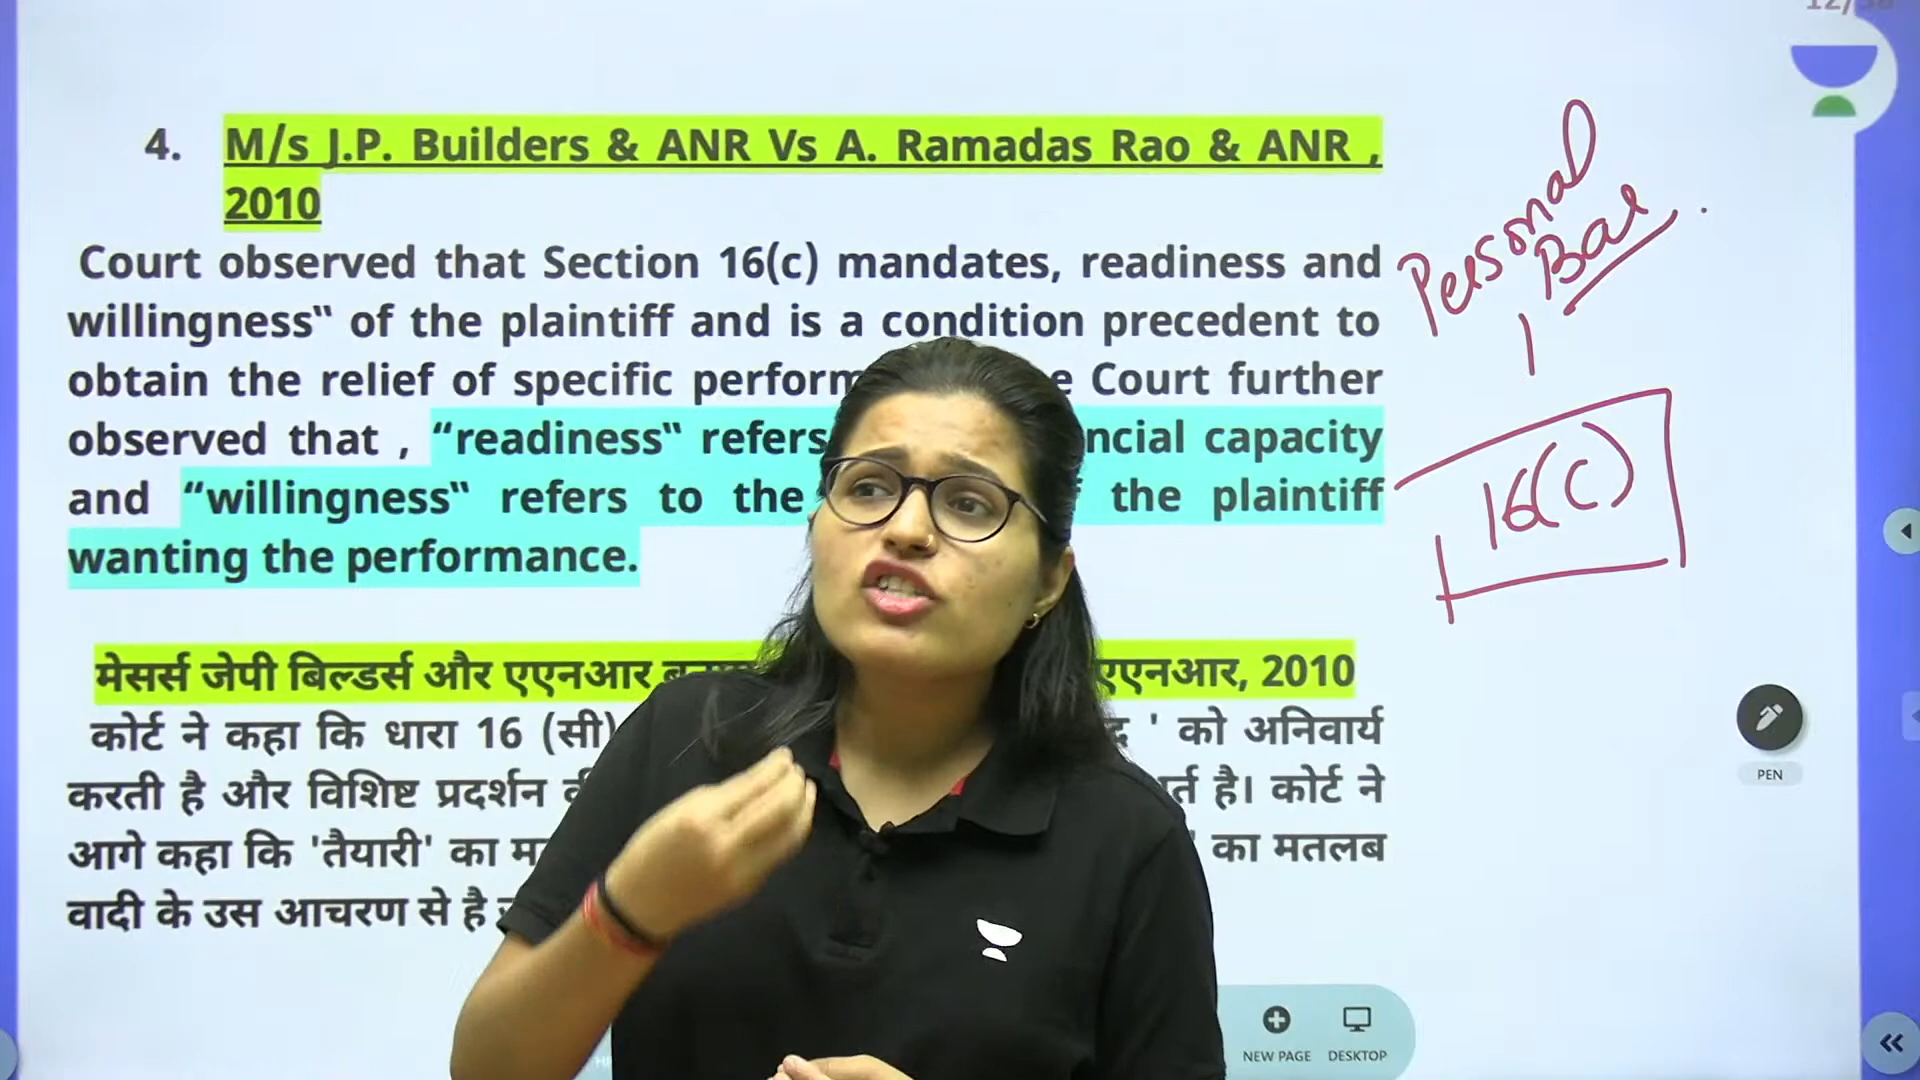 4. M/s J.P. Builders & ANR Vs A. Ramadas Rao & ANR ,
2010
Court observed that Section 16(c) mandates, readiness and
willingness‟ of the plaintiff and is a condition precedent to
obtain the relief of specific Court further
observed that , “readiness‟ refers capacity
and “willingness‟ refers to the the plaintiff
wanting the performance.
मेसर्स जेपी बिल्डर्स और एएनआर एएनआर, 2010
कोर्ट ने कहा कि धारा 16 (सी) ' को अनिवार्य
करती है और विशिष्ट प्रदर्शन है। कोर्ट ने
आगे कहा कि 'तैयारी' का का मतलब
वादी के उस आचरण से है
Personal
Bar
16(C)
PEN
NEW PAGE
DESKTOP